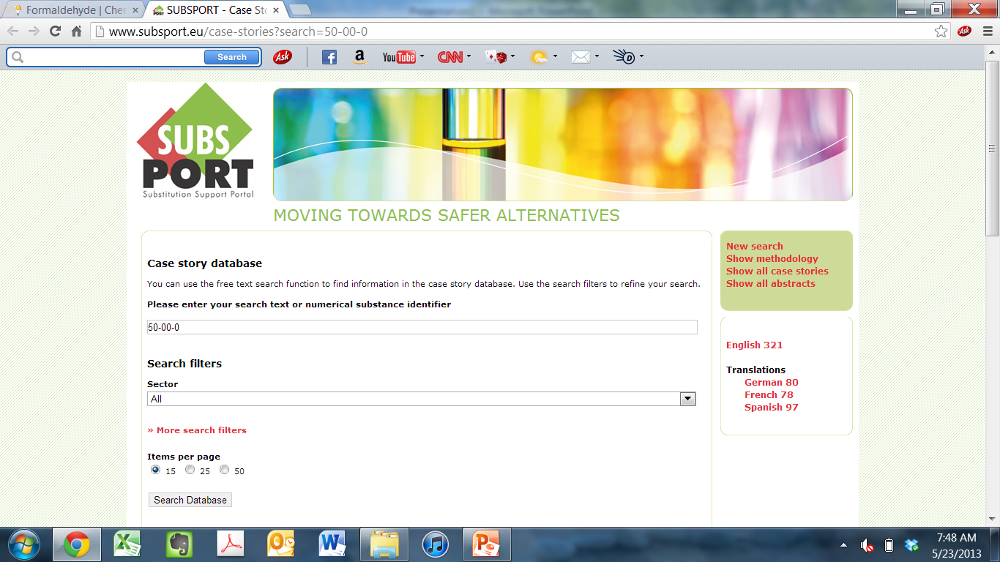 Formaldehyde | Cher
SUBSPORT - Case Sto
www.subsport.eu/case-stories?search=50-00-0
Ask
Search
Ask
f
a
YouTube
CNN
D
SUBS
PORT
Substitution Support Portal
MOVING TOWARDS SAFER ALTERNATIVES
Case story database
You can use the free text search function to find information in the case story database. Use the search filters to refine your search.
Please enter your search text or numerical substance identifier
50-00-0
Search filters
Sector
All
» More search filters
Items per page
15 25 50
Search Database
New search
Show methodology
Show all case stories
Show all abstracts
English 321
Translations
German 80
French 78
Spanish 97
7:48 AM
5/23/2013